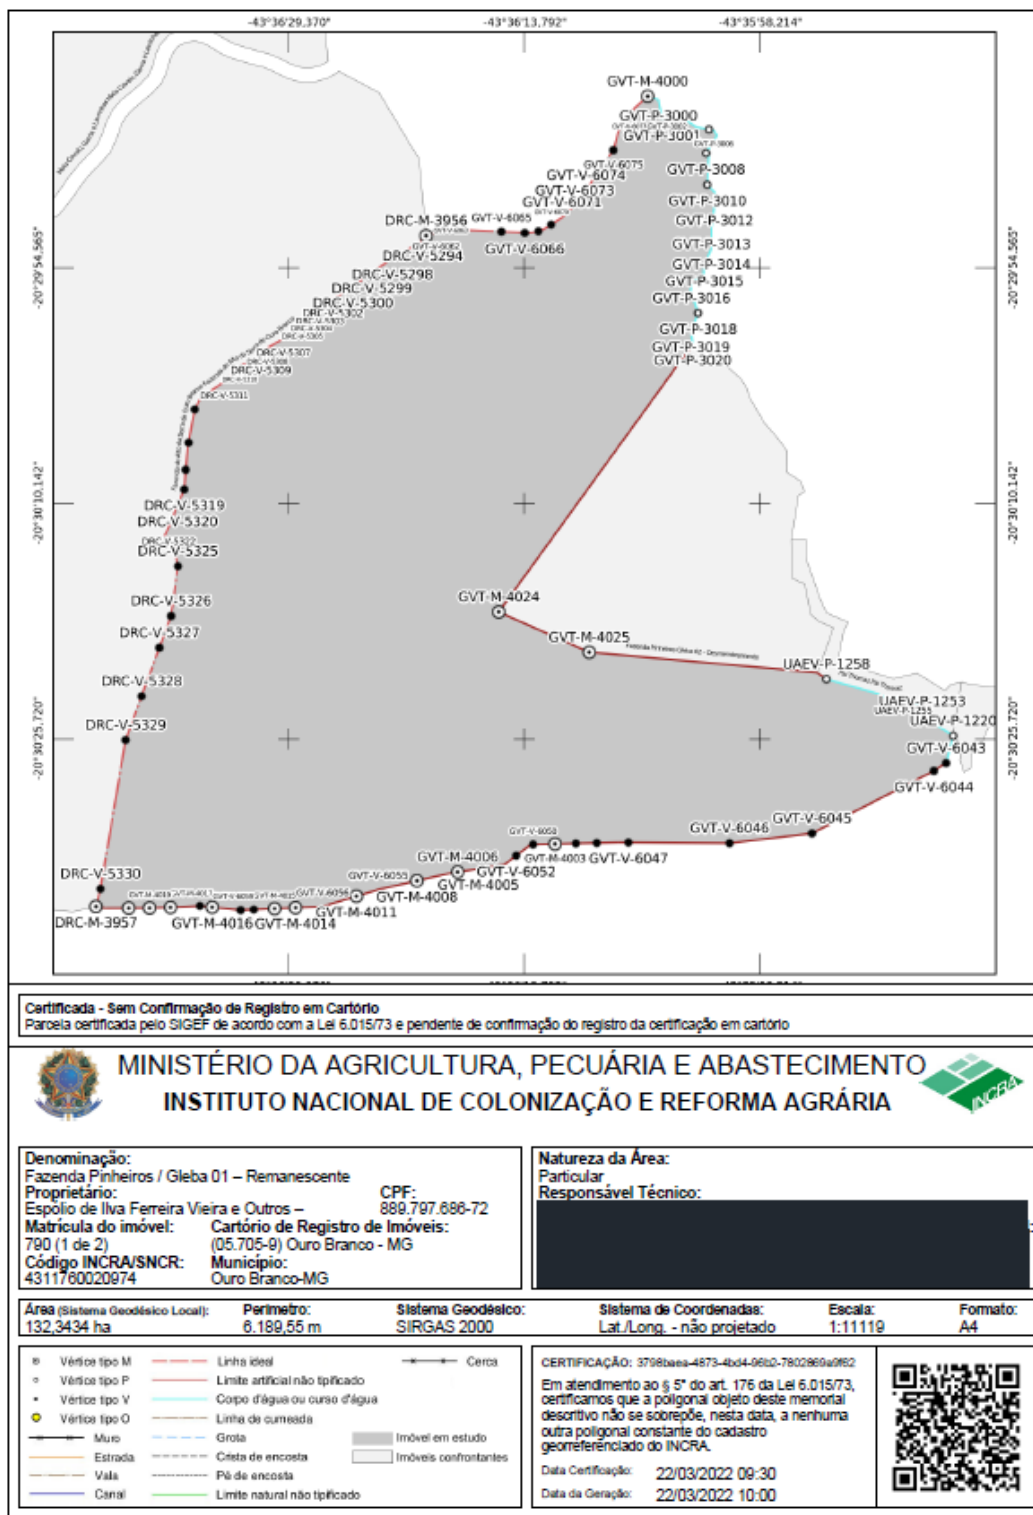 -43°36'29,370"
-43°36'13,792"
-43°35'58,214"
GVT-M-4000
GVT-P-3000
GVT-P-3001
GVT-V-6075
GVT-P-3008
GVT-V-6074
GVT-V-6073
GVT-V-6071
GVT-P-3010
GVT-P-3012
DRC-M-3956
GVT-V-6065
GVT-V-6066
GVT-P-3013
DRC-V-5294
GVT-P-3014
DRC-V-5298
GVT-P-3015
DRC-V-5299
GVT-P-3016
DRC-V-5300
DRC-V-5302
DRC-V-5303
DRC-V-5305
GVT-P-3018
DRC-V-5307
GVT-P-3019
GVT-P-3020
DRC-V-5309
DRC-V-5311
-20°29'54,565"
-20°29'54,565"
-20°30'10,142"
-20°30'10,142"
DRC-V-5319
DRC-V-5320
DRC-V-5322
DRC-V-5325
DRC-V-5326
GVT-M-4024
DRC-V-5327
GVT-M-4025
Fazenda Pinheiros Gleba 02 - Desmembramento
UAEV-P-1258
DRC-V-5328
UAEV-P-1253
UAEV-P-1255
DRC-V-5329
UAEV-P-1220
-20°30'25,720"
-20°30'25,720"
GVT-V-6043
GVT-V-6044
GVT-V-6045
GVT-V-6046
GVT-V-6050
GVT-V-6047
GVT-M-4003
GVT-M-4006
GVT-V-6052
GVT-V-6055
GVT-M-4005
DRC-V-5330
GVT-V-6056
GVT-M-4008
GVT-M-4011
DRC-M-3957
GVT-M-4016
GVT-M-4014
Certificada - Sem Confirmação de Registro em Cartório
Parcela certificada pelo SIGEF de acordo com a Lei 6.015/73 e pendente de confirmação do registro da certificação em cartório
MINISTÉRIO DA AGRICULTURA, PECUÁRIA E ABASTECIMENTO
INSTITUTO NACIONAL DE COLONIZAÇÃO E REFORMA AGRÁRIA
INCRA
Denominação:
Fazenda Pinheiros / Gleba 01 – Remanescente
Proprietário: CPF:
Espólio de Ilva Ferreira Vieira e Outros – 889.797.686-72
Matrícula do imóvel: Cartório de Registro de Imóveis:
790 (1 de 2) (05.705-9) Ouro Branco - MG
Código INCRA/SNCR: Município:
4311760020974 Ouro Branco-MG
Natureza da Área:
Particular
Responsável Técnico:
Área (Sistema Geodésico Local): Perímetro: Sistema Geodésico: Sistema de Coordenadas: Escala: Formato:
132,3434 ha 6.189,55 m SIRGAS 2000 Lat./Long. - não projetado 1:11119 A4
Vértice tipo M Linha ideal Cerca
Vértice tipo P Limite artificial não tipificado
Vértice tipo V Corpo d'água ou curso d'água
Vértice tipo O Linha de cumeada
Muro Grota Imóvel em estudo
Estrada Crista de encosta Imóveis confrontantes
Vala Pé de encosta
Canal Limite natural não tipificado
CERTIFICAÇÃO: 3798baea-4873-4bd4-96b2-7802869a9f62
Em atendimento ao § 5° do art. 176 da Lei 6.015/73,
certificamos que a poligonal objeto deste memorial
descritivo não se sobrepõe, nesta data, a nenhuma
outra poligonal constante do cadastro
georreferenciado do INCRA.
Data Certificação: 22/03/2022 09:30
Data da Geração: 22/03/2022 10:00